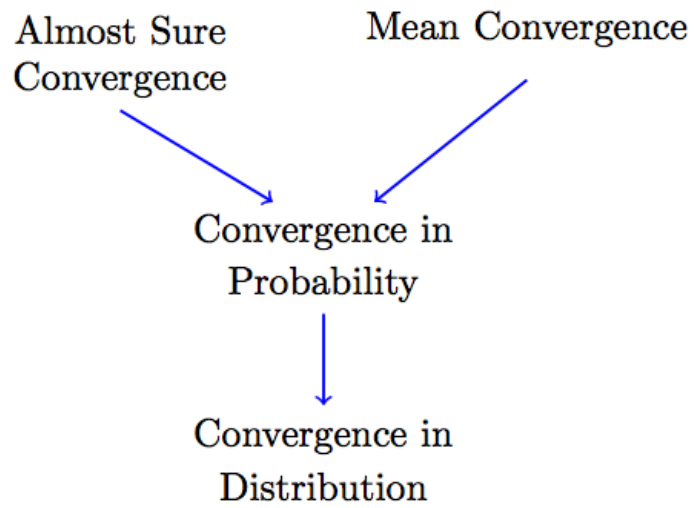 Almost Sure
Convergence
Mean Convergence
Convergence in
Probability
Convergence in
Distribution